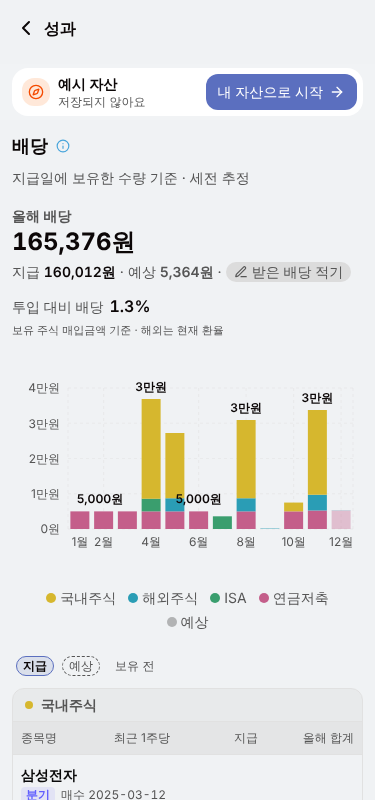 성과
예시 자산
저장되지 않아요
내 자산으로 시작
배당
지급일에 보유한 수량 기준 · 세전 추정
올해 배당
165,376원
지급 160,012원 · 예상 5,364원 · 받은 배당 적기
투입 대비 배당 1.3%
보유 주식 매입금액 기준 · 해외는 현재 환율
4만원
3만원
2만원
1만원
0원
5,000원
3만원
5,000원
3만원
3만원
1월 2월 4월 6월 8월 10월 12월
국내주식 해외주식 ISA 연금저축
예상
지급 예상 보유 전
국내주식
종목명 최근 1주당 지급 올해 합계
삼성전자
분기 매수 2025-03-12